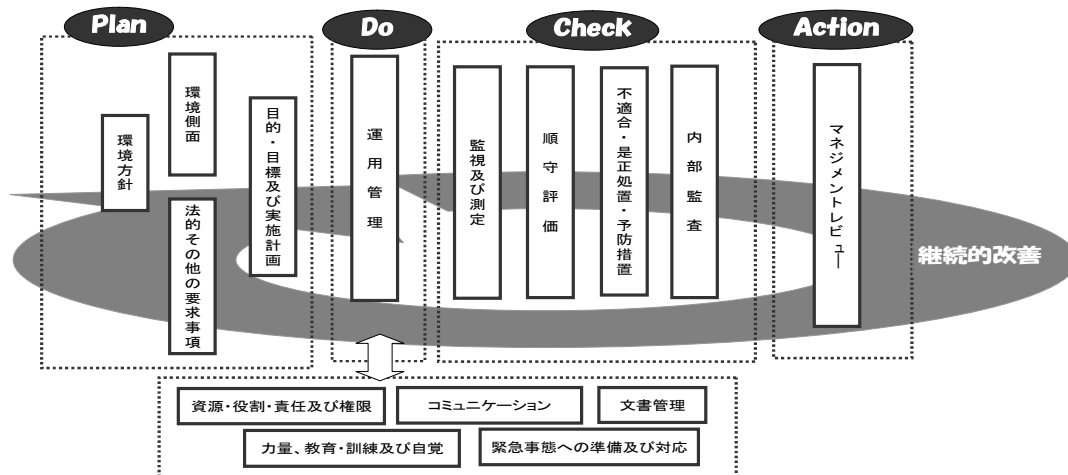 Plan
Do
Check
Action
環境方針
環境側面
法的その他の要求事項
目的・目標及び実施計画
運用管理
監視及び測定
順守評価
不適合・是正処置・予防措置
内部監査
マネジメントレビュー
継続的改善
資源・役割・責任及び権限
コミュニケーション
文書管理
力量、教育・訓練及び自覚
緊急事態への準備及び対応